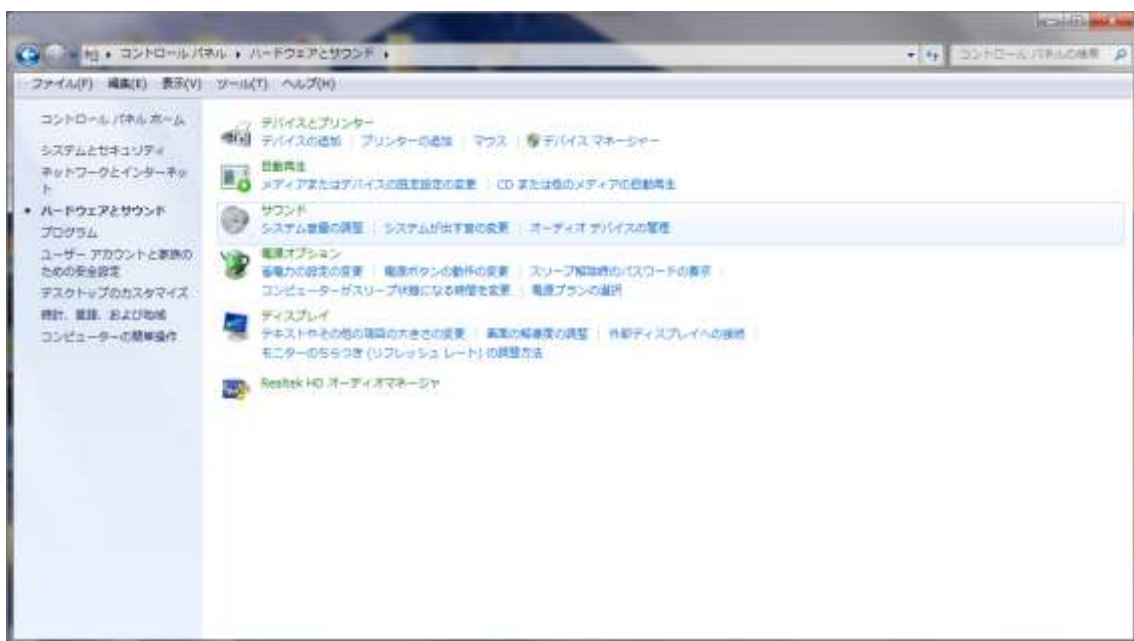 コントロール パネル ▸ ハードウェアとサウンド ▸
コントロール パネルの検索
ファイル(F) 編集(E) 表示(V) ツール(T) ヘルプ(H)
コントロール パネル ホーム
システムとセキュリティ
ネットワークとインターネッ
ト
ハードウェアとサウンド
プログラム
ユーザー アカウントと家族の
ための安全設定
デスクトップのカスタマイズ
時計、言語、および地域
コンピューターの簡単操作
デバイスとプリンター
デバイスの追加 | プリンターの追加 | マウス | デバイス マネージャー
自動再生
メディアまたはデバイスの既定設定の変更 | CD または他のメディアの自動再生
サウンド
システム音量の調整 | システムが出す音の変更 | オーディオ デバイスの管理
電源オプション
省電力の設定の変更 | 電源ボタンの動作の変更 | スリープ解除時のパスワードの要求 |
コンピューターがスリープ状態になる時間を変更 | 電源プランの選択
ディスプレイ
テキストやその他の項目の大きさの変更 | 画面の解像度の調整 | 外部ディスプレイへの接続 |
モニターのちらつき (リフレッシュ レート) の調整方法
Realtek HD オーディオマネージャ